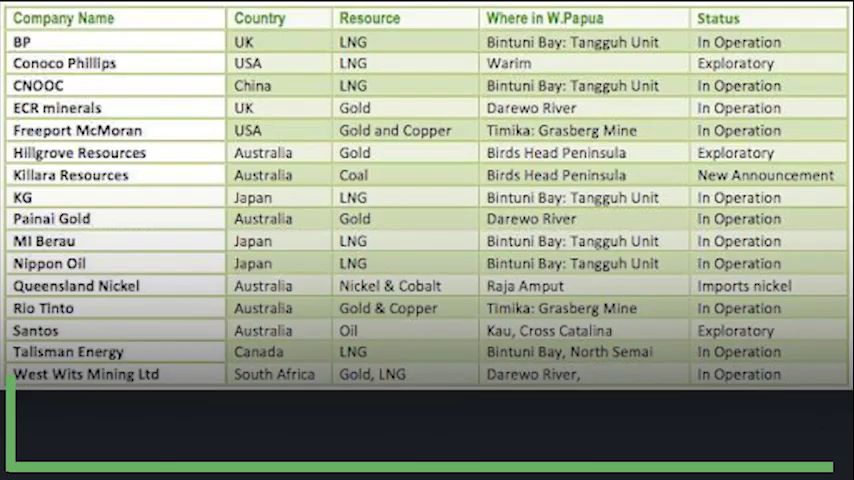 Company Name Country Resource Where in W.Papua Status
BP UK LNG Bintuni Bay: Tangguh Unit In Operation
Conoco Phillips USA LNG Warim Exploratory
CNOOC China LNG Bintuni Bay: Tangguh Unit In Operation
ECR minerals UK Gold Darewo River In Operation
Freeport McMoran USA Gold and Copper Timika: Grasberg Mine In Operation
Hillgrove Resources Australia Gold Birds Head Peninsula Exploratory
Killara Resources Australia Coal Birds Head Peninsula New Announcement
KG Japan LNG Bintuni Bay: Tangguh Unit In Operation
Painai Gold Australia Gold Darewo River In Operation
MI Berau Japan LNG Bintuni Bay: Tangguh Unit In Operation
Nippon Oil Japan LNG Bintuni Bay: Tangguh Unit In Operation
Queensland Nickel Australia Nickel & Cobalt Raja Amput Imports nickel
Rio Tinto Australia Gold & Copper Timika: Grasberg Mine In Operation
Santos Australia Oil Kau, Cross Catalina Exploratory
Talisman Energy Canada LNG Bintuni Bay, North Semai In Operation
West Wits Mining Ltd South Africa Gold, LNG Darewo River, In Operation